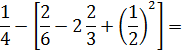 1/4 − [2/6 − 2 2/3 + (1/2)²] =